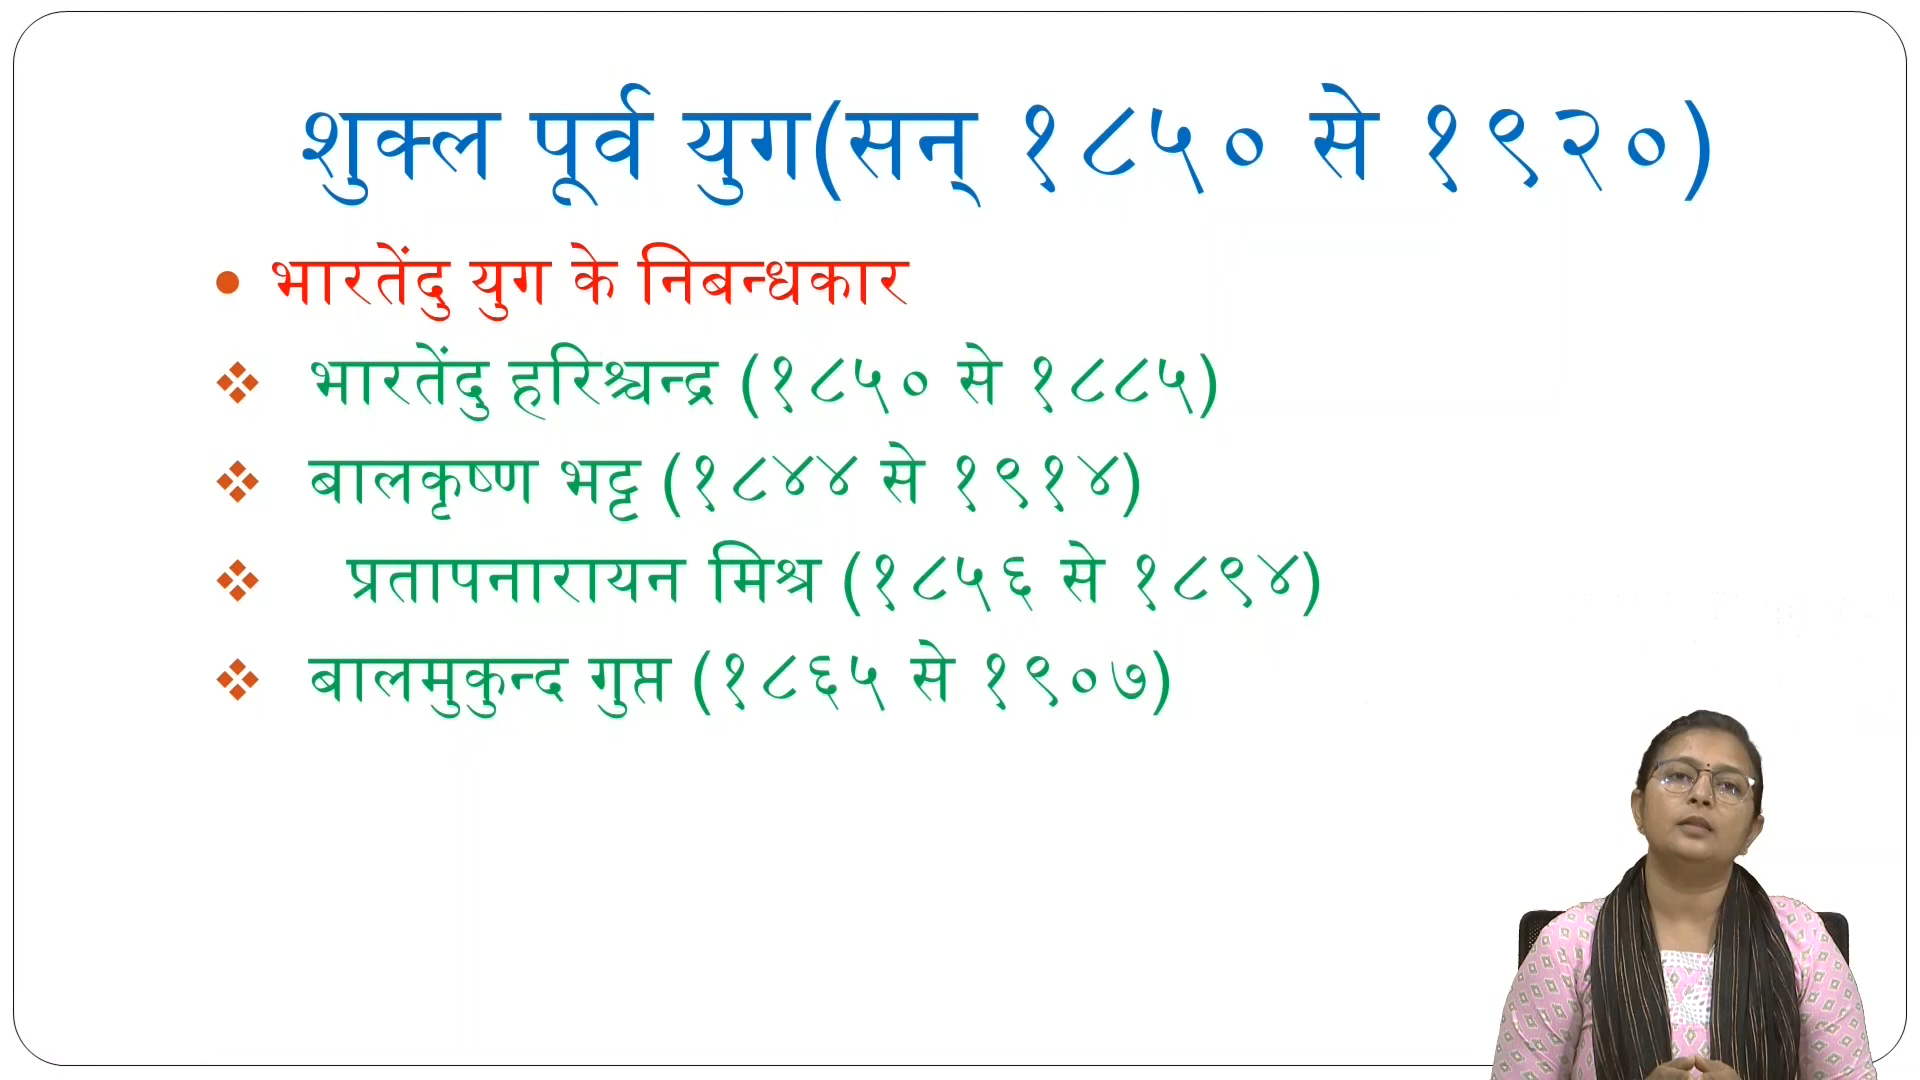 शुक्ल पूर्व युग(सन् १८५० से १९२०)
• भारतेंदु युग के निबन्धकार
❖ भारतेंदु हरिश्चन्द्र (१८५० से १८८५)
❖ बालकृष्ण भट्ट (१८४४ से १९१४)
❖ प्रतापनारायन मिश्र (१८५६ से १८९४)
❖ बालमुकुन्द गुप्त (१८६५ से १९०७)